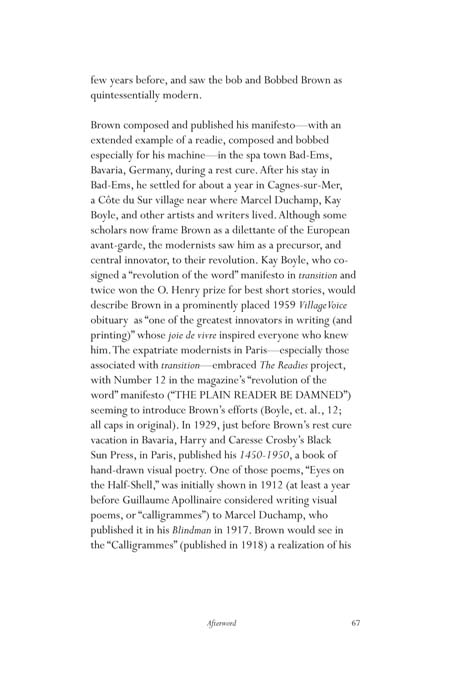 few years before, and saw the bob and Bobbed Brown as
quintessentially modern.
Brown composed and published his manifesto—with an
extended example of a readie, composed and bobbed
especially for his machine—in the spa town Bad-Ems,
Bavaria, Germany, during a rest cure. After his stay in
Bad-Ems, he settled for about a year in Cagnes-sur-Mer,
a Côte du Sur village near where Marcel Duchamp, Kay
Boyle, and other artists and writers lived. Although some
scholars now frame Brown as a dilettante of the European
avant-garde, the modernists saw him as a precursor, and
central innovator, to their revolution. Kay Boyle, who co-
signed a “revolution of the word” manifesto in transition and
twice won the O. Henry prize for best short stories, would
describe Brown in a prominently placed 1959 Village Voice
obituary as “one of the greatest innovators in writing (and
printing)” whose joie de vivre inspired everyone who knew
him. The expatriate modernists in Paris—especially those
associated with transition—embraced The Readies project,
with Number 12 in the magazine’s “revolution of the
word” manifesto (“THE PLAIN READER BE DAMNED”)
seeming to introduce Brown’s efforts (Boyle, et. al., 12;
all caps in original). In 1929, just before Brown’s rest cure
vacation in Bavaria, Harry and Caresse Crosby’s Black
Sun Press, in Paris, published his 1450-1950, a book of
hand-drawn visual poetry. One of those poems, “Eyes on
the Half-Shell,” was initially shown in 1912 (at least a year
before Guillaume Apollinaire considered writing visual
poems, or “calligrammes”) to Marcel Duchamp, who
published it in his Blindman in 1917. Brown would see in
the “Calligrammes” (published in 1918) a realization of his
Afterword 67